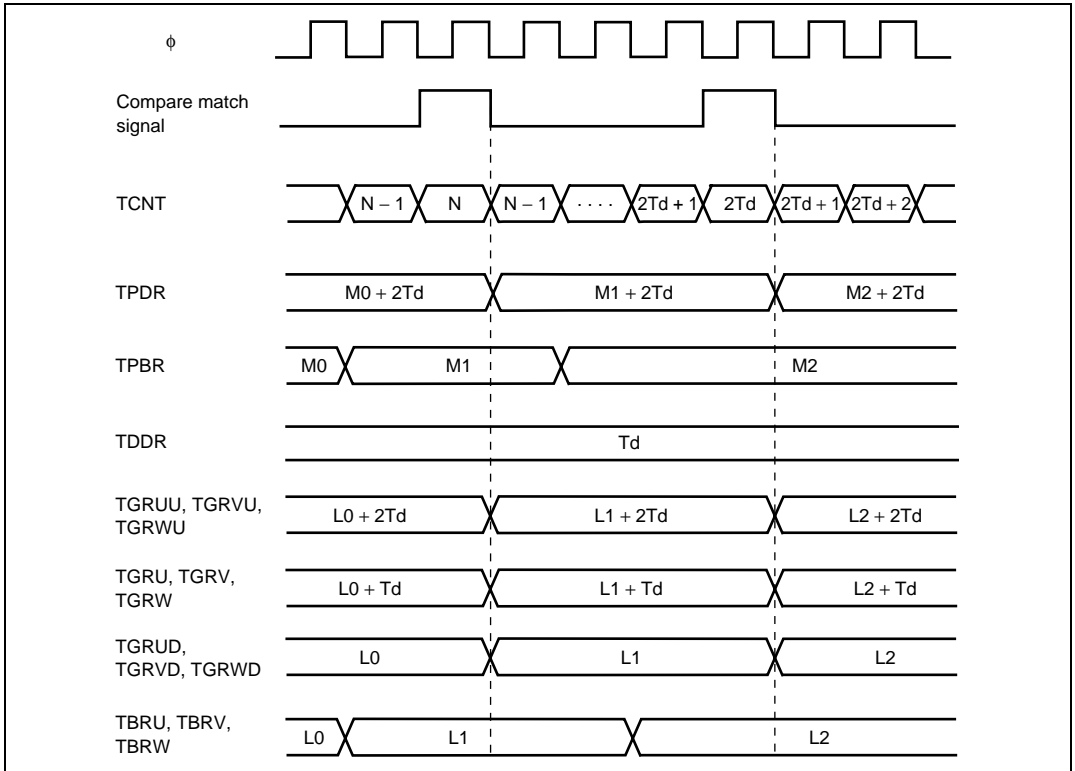 ϕ
Compare match
signal
TCNT
N − 1 N N − 1 · · · · 2Td + 1 2Td 2Td + 1 2Td + 2
TPDR
M0 + 2Td M1 + 2Td M2 + 2Td
TPBR
M0 M1 M2
TDDR
Td
TGRUU, TGRVU,
TGRWU
L0 + 2Td L1 + 2Td L2 + 2Td
TGRU, TGRV,
TGRW
L0 + Td L1 + Td L2 + Td
TGRUD,
TGRVD, TGRWD
L0 L1 L2
TBRU, TBRV,
TBRW
L0 L1 L2